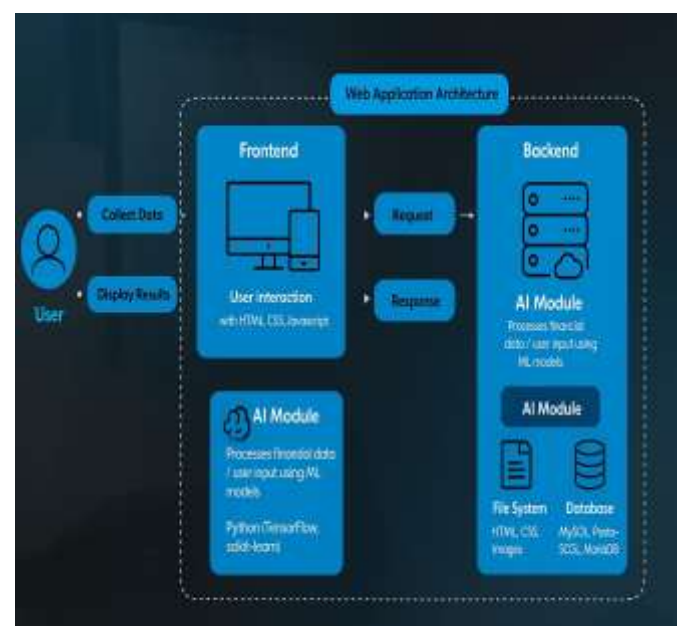 Web Application Architecture
Frontend
Backend
Collect Data
Request
Display Results
User interaction
with HTML, CSS, Javascript
Response
User
AI Module
Processes financial
data / user input using
ML models
AI Module
AI Module
Processes financial data
/ user input using ML
models
Python (TensorFlow,
File System
Database
HTML, CSS,
Images
MySQL,
MariaDB